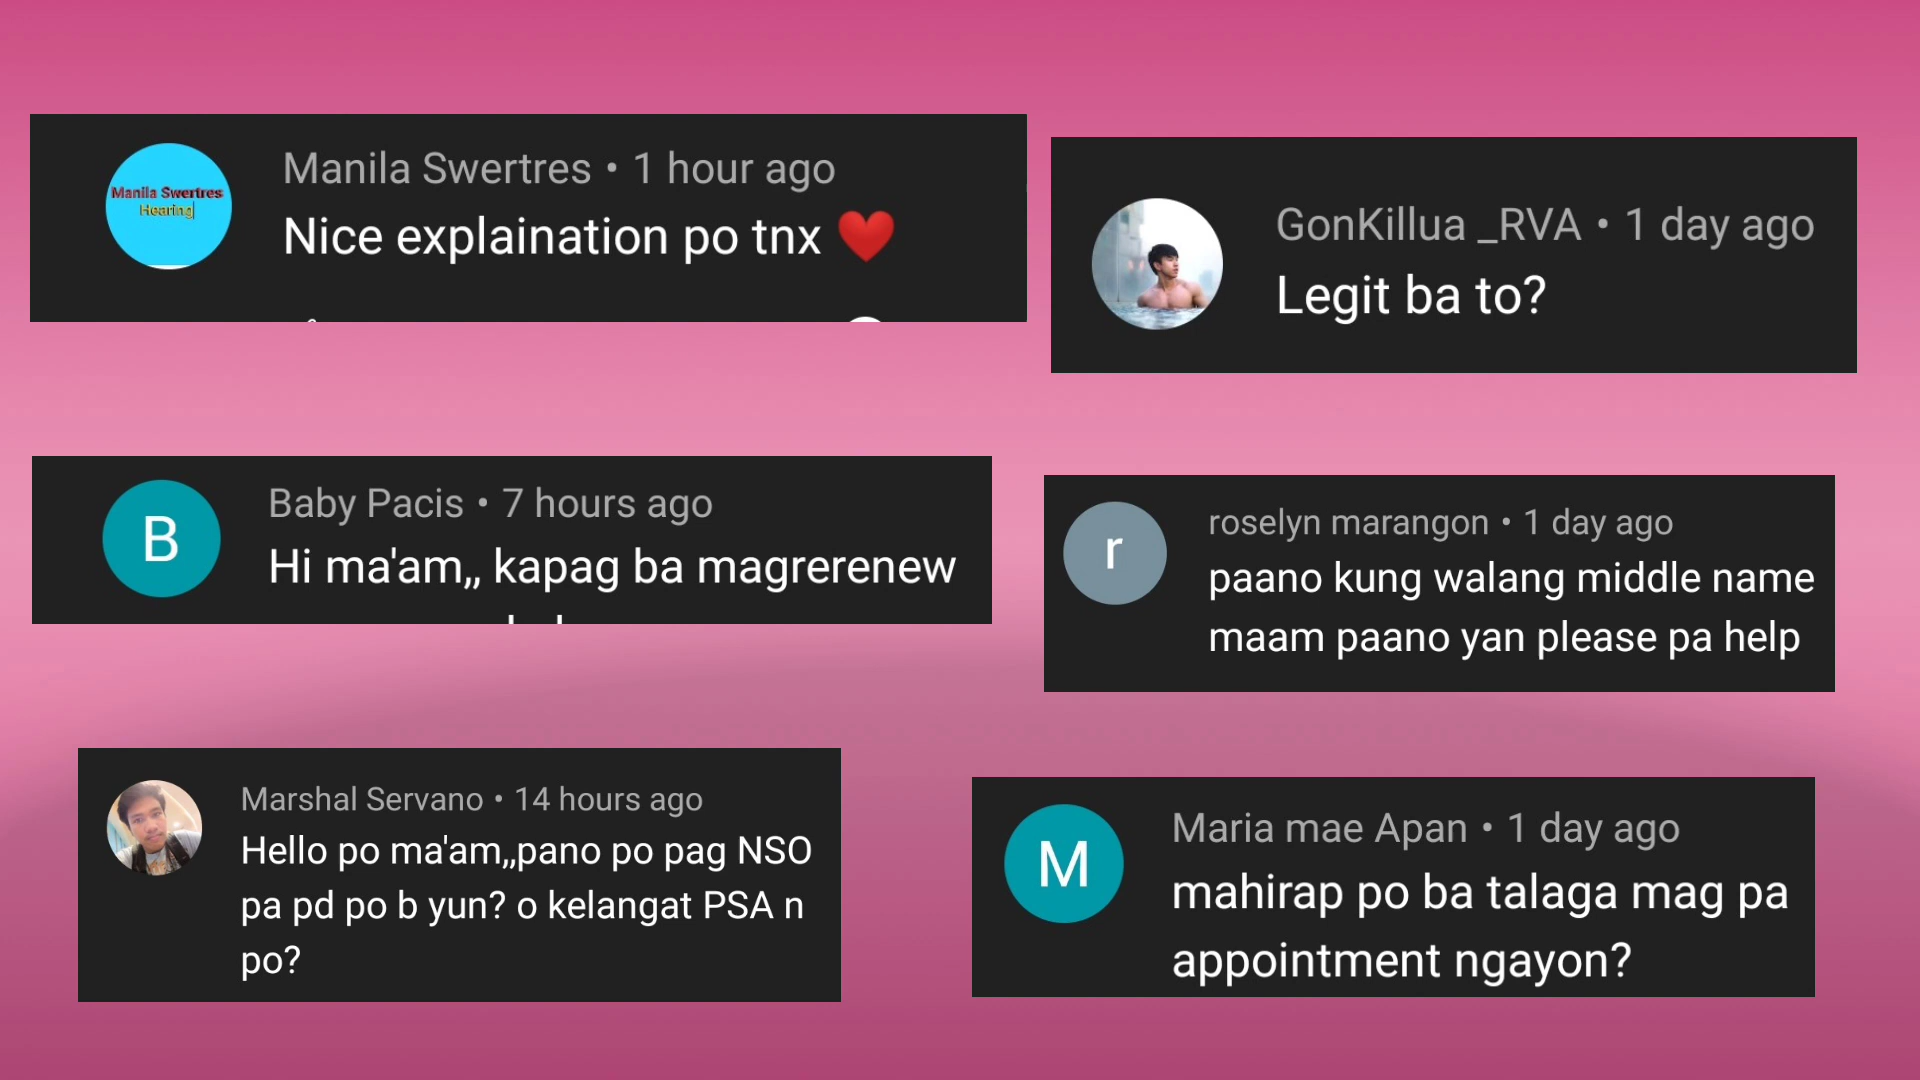 Manila Swertres
Hearing
Manila Swertres • 1 hour ago
Nice explaination po tnx ❤️
GonKillua _RVA • 1 day ago
Legit ba to?
B
Baby Pacis • 7 hours ago
Hi ma'am,, kapag ba magrerenew
r
roselyn marangon • 1 day ago
paano kung walang middle name
maam paano yan please pa help
Marshal Servano • 14 hours ago
Hello po ma'am,,pano po pag NSO
pa pd po b yun? o kelangat PSA n
po?
M
Maria mae Apan • 1 day ago
mahirap po ba talaga mag pa
appointment ngayon?